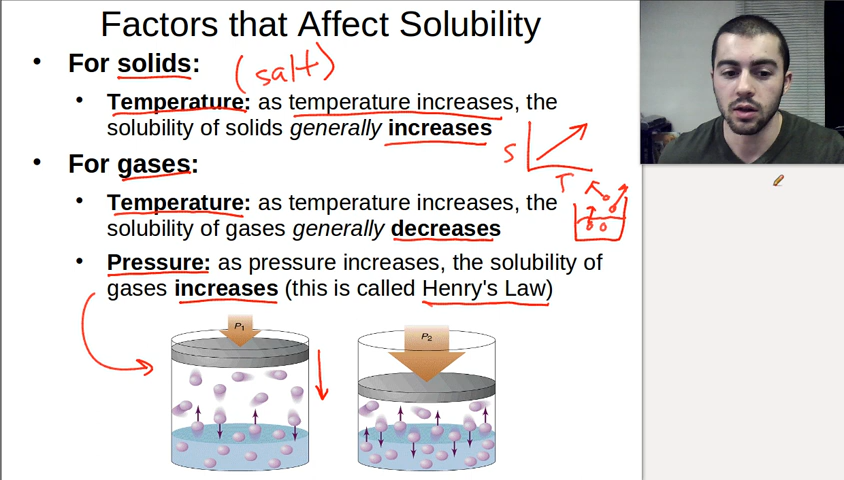 Factors that Affect Solubility
• For solids: (salt)
• Temperature: as temperature increases, the
solubility of solids generally increases
S
T
• For gases:
• Temperature: as temperature increases, the
solubility of gases generally decreases
• Pressure: as pressure increases, the solubility of
gases increases (this is called Henry's Law)
P1
P2